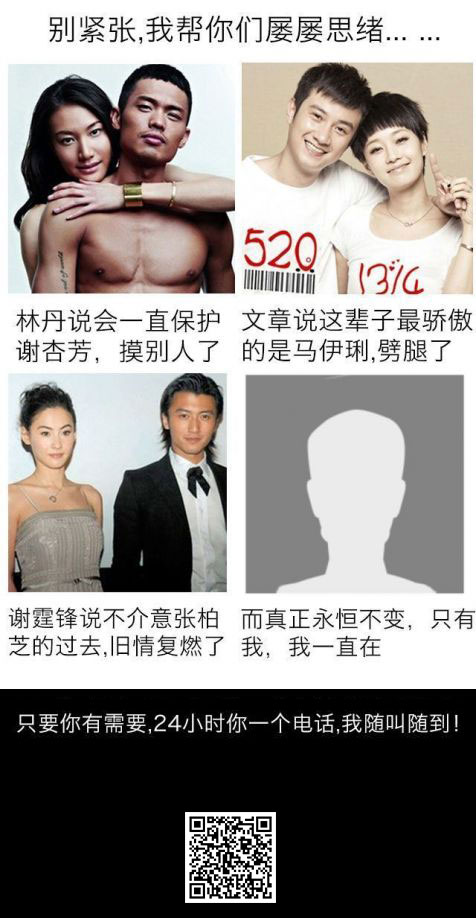 别紧张,我帮你们屡屡思绪... ...
520
1314
林丹说会一直保护
谢杏芳，摸别人了
文章说这辈子最骄傲
的是马伊琍,劈腿了
谢霆锋说不介意张柏
芝的过去,旧情复燃了
而真正永恒不变，只有
我，我一直在
只要你有需要,24小时你一个电话,我随叫随到！